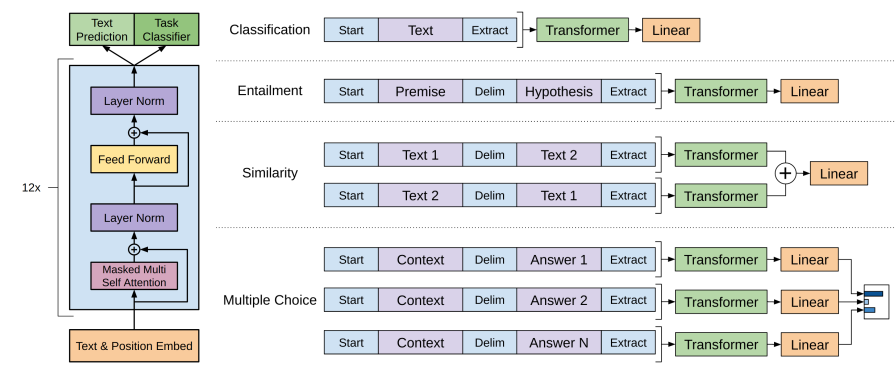 Text
Prediction
Task
Classifier
Layer Norm
+
Feed Forward
12x
Layer Norm
+
Masked Multi
Self Attention
Text & Position Embed
Classification
Start Text Extract Transformer Linear
Entailment
Start Premise Delim Hypothesis Extract Transformer Linear
Similarity
Start Text 1 Delim Text 2 Extract Transformer
+ Linear
Start Text 2 Delim Text 1 Extract Transformer
Multiple Choice
Start Context Delim Answer 1 Extract Transformer Linear
Start Context Delim Answer 2 Extract Transformer Linear
Start Context Delim Answer N Extract Transformer Linear